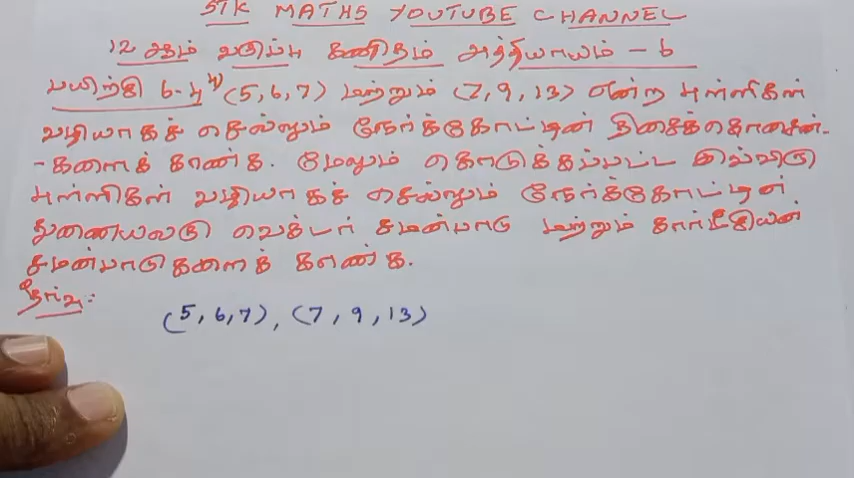 STK MATHS YOUTUBE CHANNEL
12 ஆம் வகுப்பு கணிதம் அத்தியாயம் - 6
பயிற்சி 6-4 4) (5,6,7) மற்றும் (7,9,13) என்ற புள்ளிகள்
வழியாகச் செல்லும் நேர்க்கோட்டின் திசைக்கொசைன்-
-களைக் காண்க. மேலும் கொடுக்கப்பட்ட இவ்விரு
புள்ளிகள் வழியாகச் செல்லும் நேர்க்கோட்டின்
துணையலகு வெக்டர் சமன்பாடு மற்றும் கார்டீசியன்
சமன்பாடுகளைக் காண்க.
தீர்வு:
(5,6,7), (7,9,13)